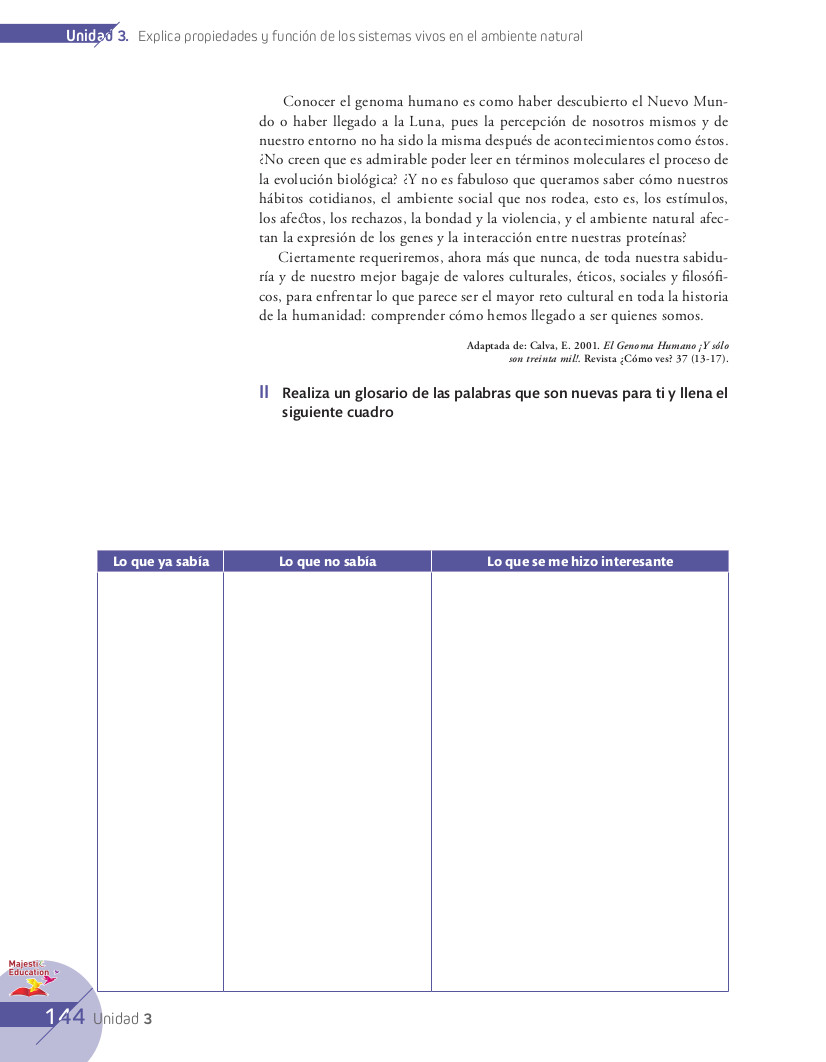 Unidad 3. Explica propiedades y función de los sistemas vivos en el ambiente natural
Conocer el genoma humano es como haber descubierto el Nuevo Mun-
do o haber llegado a la Luna, pues la percepción de nosotros mismos y de
nuestro entorno no ha sido la misma después de acontecimientos como éstos.
¿No creen que es admirable poder leer en términos moleculares el proceso de
la evolución biológica? ¿Y no es fabuloso que queramos saber cómo nuestros
hábitos cotidianos, el ambiente social que nos rodea, esto es, los estímulos,
los afectos, los rechazos, la bondad y la violencia, y el ambiente natural afec-
tan la expresión de los genes y la interacción entre nuestras proteínas?
Ciertamente requeriremos, ahora más que nunca, de toda nuestra sabidu-
ría y de nuestro mejor bagaje de valores culturales, éticos, sociales y filosófi-
cos, para enfrentar lo que parece ser el mayor reto cultural en toda la historia
de la humanidad: comprender cómo hemos llegado a ser quienes somos.
Adaptada de: Calva, E. 2001. El Genoma Humano ¡Y sólo
son treinta mil!. Revista ¿Cómo ves? 37 (13-17).
II Realiza un glosario de las palabras que son nuevas para ti y llena el
siguiente cuadro
Lo que ya sabía Lo que no sabía Lo que se me hizo interesante
Majestic
Education
144 Unidad 3